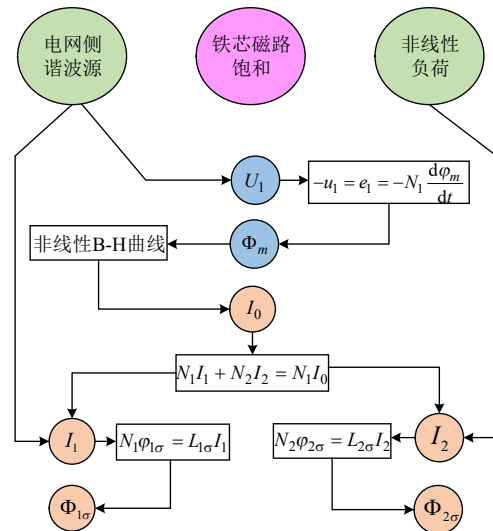 电网侧
谐波源
铁芯磁路
饱和
非线性
负荷
U₁
−u₁ = e₁ = −N₁ dφₘ/dt
非线性B-H曲线
Φₘ
I₀
N₁I₁ + N₂I₂ = N₁I₀
I₁
N₁φ₁σ = L₁σI₁
N₂φ₂σ = L₂σI₂
I₂
Φ₁σ
Φ₂σ